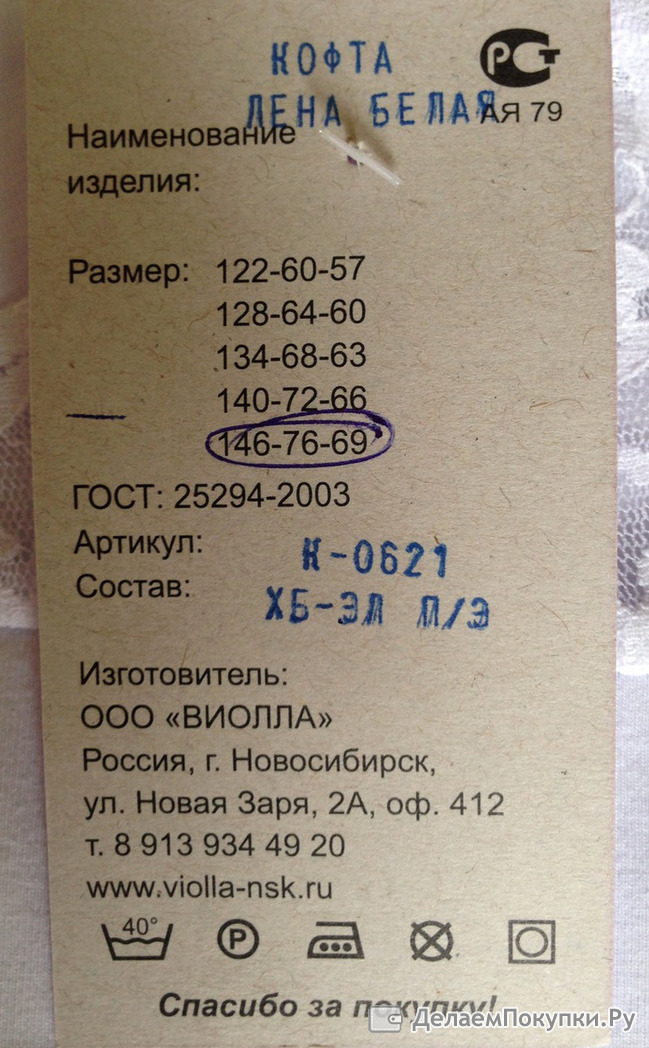 КОФТА
ЛЕНА БЕЛАЯ
РСТ
АЯ 79
Наименование
изделия:
Размер: 122-60-57
128-64-60
134-68-63
140-72-66
146-76-69
ГОСТ: 25294-2003
Артикул: К-0621
Состав: ХБ-ЭЛ П/Э
Изготовитель:
ООО «ВИОЛЛА»
Россия, г. Новосибирск,
ул. Новая Заря, 2А, оф. 412
т. 8 913 934 49 20
www.violla-nsk.ru
40° P
Спасибо за покупку!
ДелаемПокупки.Ру